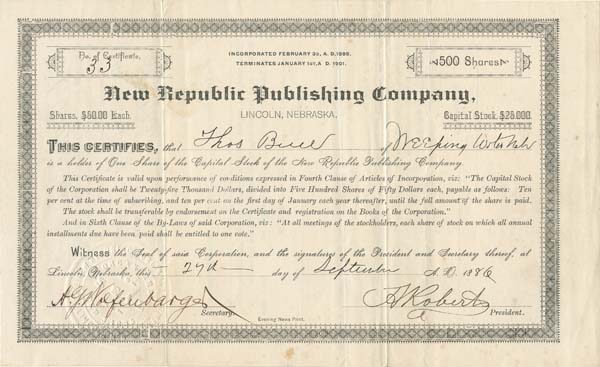 No. of Certificate,
33
INCORPORATED FEBRUARY 3D, A. D. 1886.
TERMINATES JANUARY 1ST, A. D. 1901.
500 Shares
New Republic Publishing Company,
Shares, $50.00 Each.
LINCOLN, NEBRASKA.
Capital Stock, $25,000.
THIS CERTIFIES, that Thos of Weeping Water Neb
is a holder of One Share of the Capital Stock of the New Republic Publishing Company.
This Certificate is valid upon performance of conditions expressed in Fourth Clause of Articles of Incorporation, viz: "The Capital Stock
of the Corporation shall be Twenty-five Thousand Dollars, divided into Five Hundred Shares of Fifty Dollars each, payable as follows: Ten
per cent at the time of subscribing, and ten per cent on the first day of January each year thereafter, until the full amount of the share is paid.
The stock shall be transferable by endorsement on the Certificate and registration on the Books of the Corporation."
And in Sixth Clause of the By-Laws of said Corporation, viz: "At all meetings of the stockholders, each share of stock on which all annual
installments due have been paid shall be entitled to one vote."
Witness the Seal of said Corporation, and the signatures of the President and Secretary thereof, at
Lincoln, Nebraska, this 27th day of September A. D. 1886
A. G. Wolfenbarger
Secretary.
A Roberts
President.
Evening News Print.